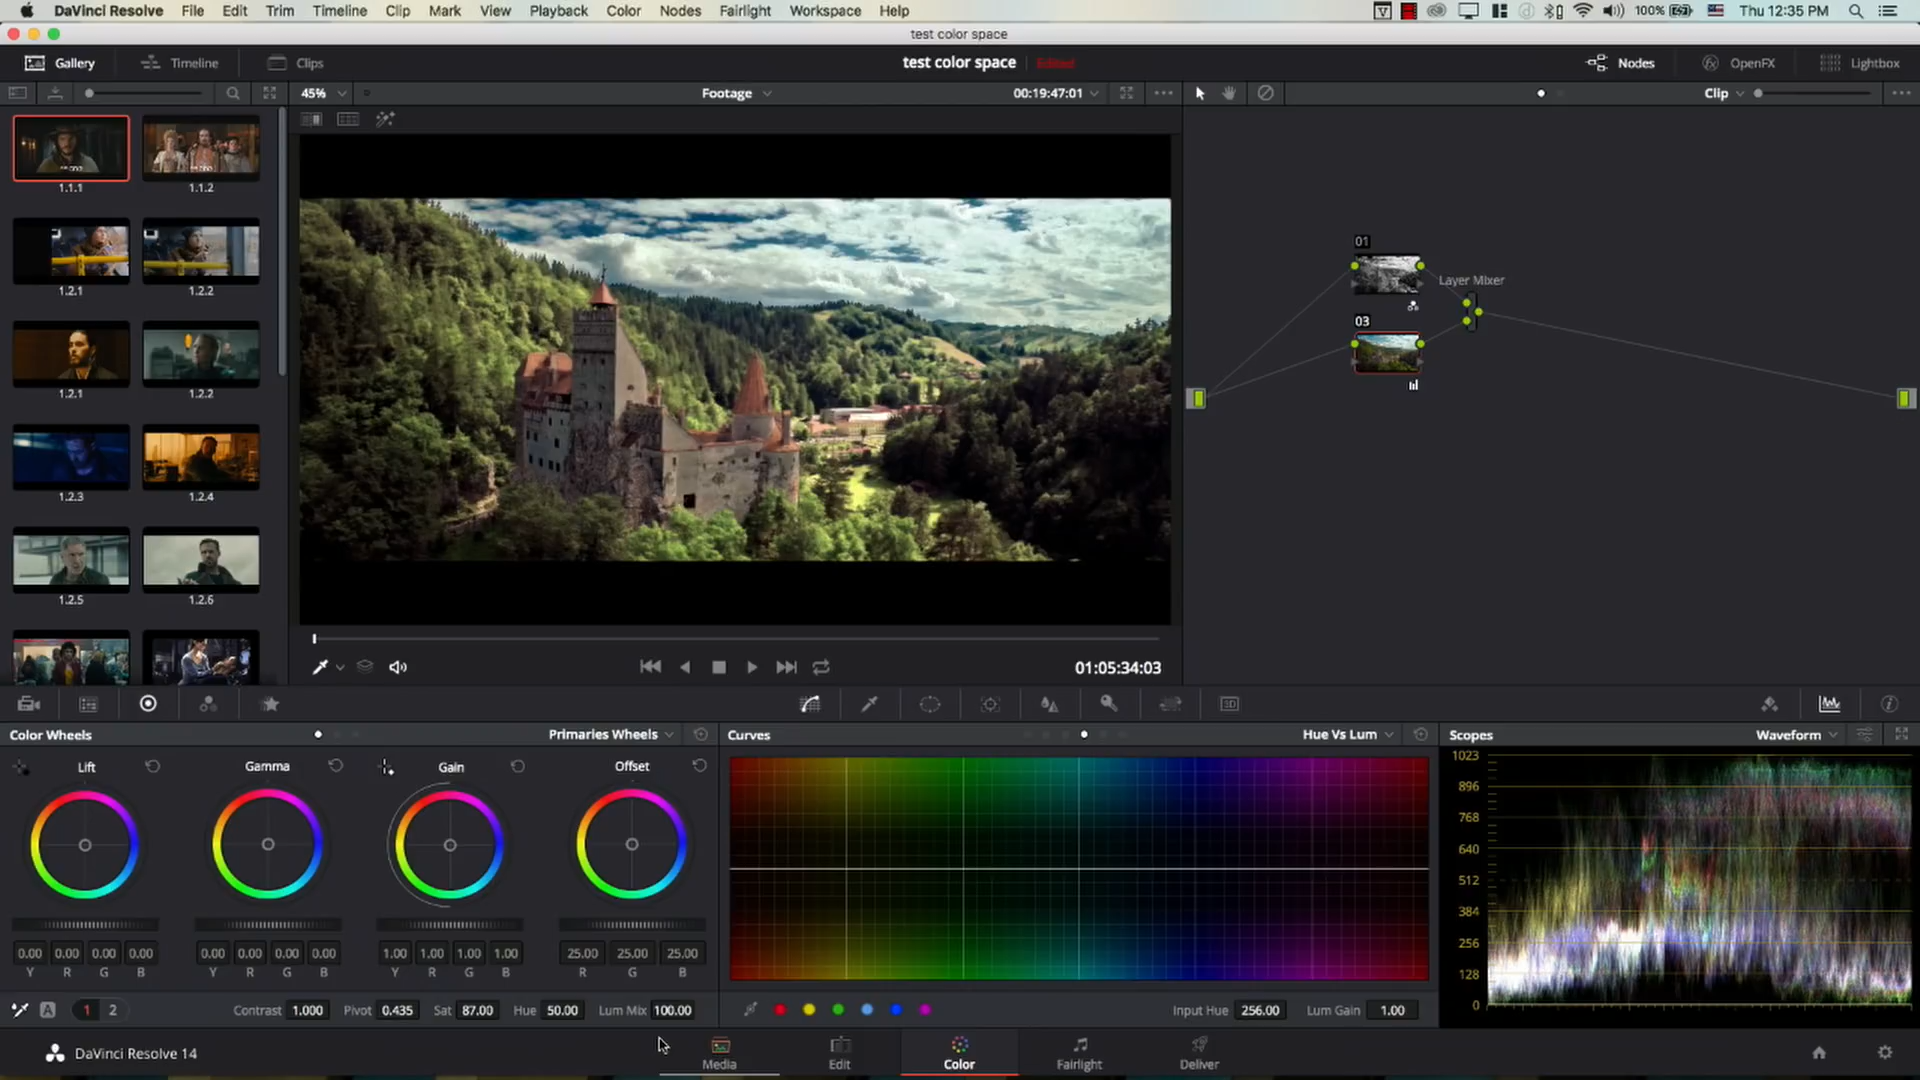 DaVinci Resolve File Edit Trim Timeline Clip Mark View Playback Color Nodes Fairlight Workspace Help 100% Thu 12:35 PM
test color space
Gallery Timeline Clips test color space Edited Nodes OpenFX Lightbox
45% Footage 00:19:47:01 Clip
1.1.1 1.1.2
1.2.1 1.2.2
1.2.1 1.2.2
1.2.3 1.2.4
1.2.5 1.2.6
01
Layer Mixer
03
01:05:34:03
Color Wheels Primaries Wheels Curves Hue Vs Lum Scopes Waveform
Lift Gamma Gain Offset
1023
896
768
640
512
384
256
128
0
0.00 0.00 0.00 0.00 0.00 0.00 0.00 0.00 1.00 1.00 1.00 1.00 25.00 25.00 25.00
Y R G B Y R G B Y R G B R G B
A 1 2 Contrast 1.000 Pivot 0.435 Sat 87.00 Hue 50.00 Lum Mix 100.00 Input Hue 256.00 Lum Gain 1.00
DaVinci Resolve 14 Media Edit Color Fairlight Deliver